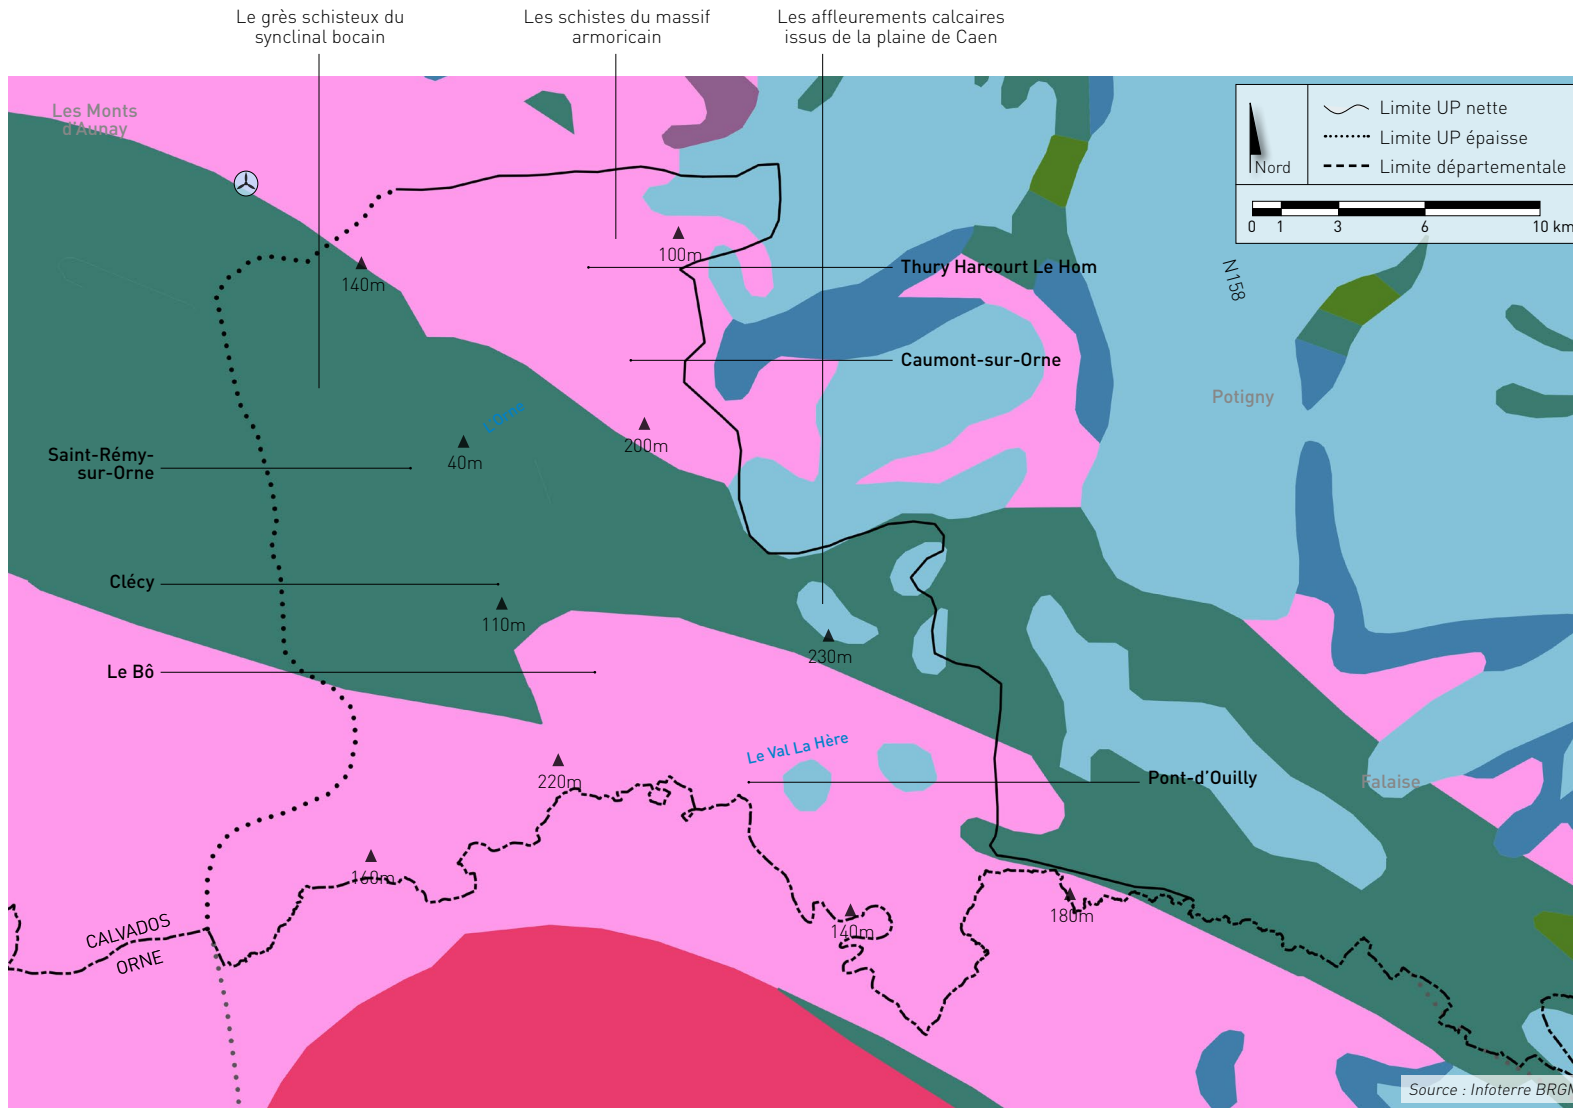 Le grès schisteux du
synclinal bocain
Les schistes du massif
armoricain
Les affleurements calcaires
issus de la plaine de Caen
Les Monts
d'Aunay
Nord
Limite UP nette
Limite UP épaisse
Limite départementale
0 1 3 6 10 km
N158
100m
140m
Thury Harcourt Le Hom
Caumont-sur-Orne
Potigny
L'Orne
200m
40m
Saint-Rémy-
sur-Orne
Clécy
110m
230m
Le Bô
Le Val La Hère
220m
Pont-d'Ouilly
Falaise
160m
140m
180m
CALVADOS
ORNE
Source : Infoterre BRGM